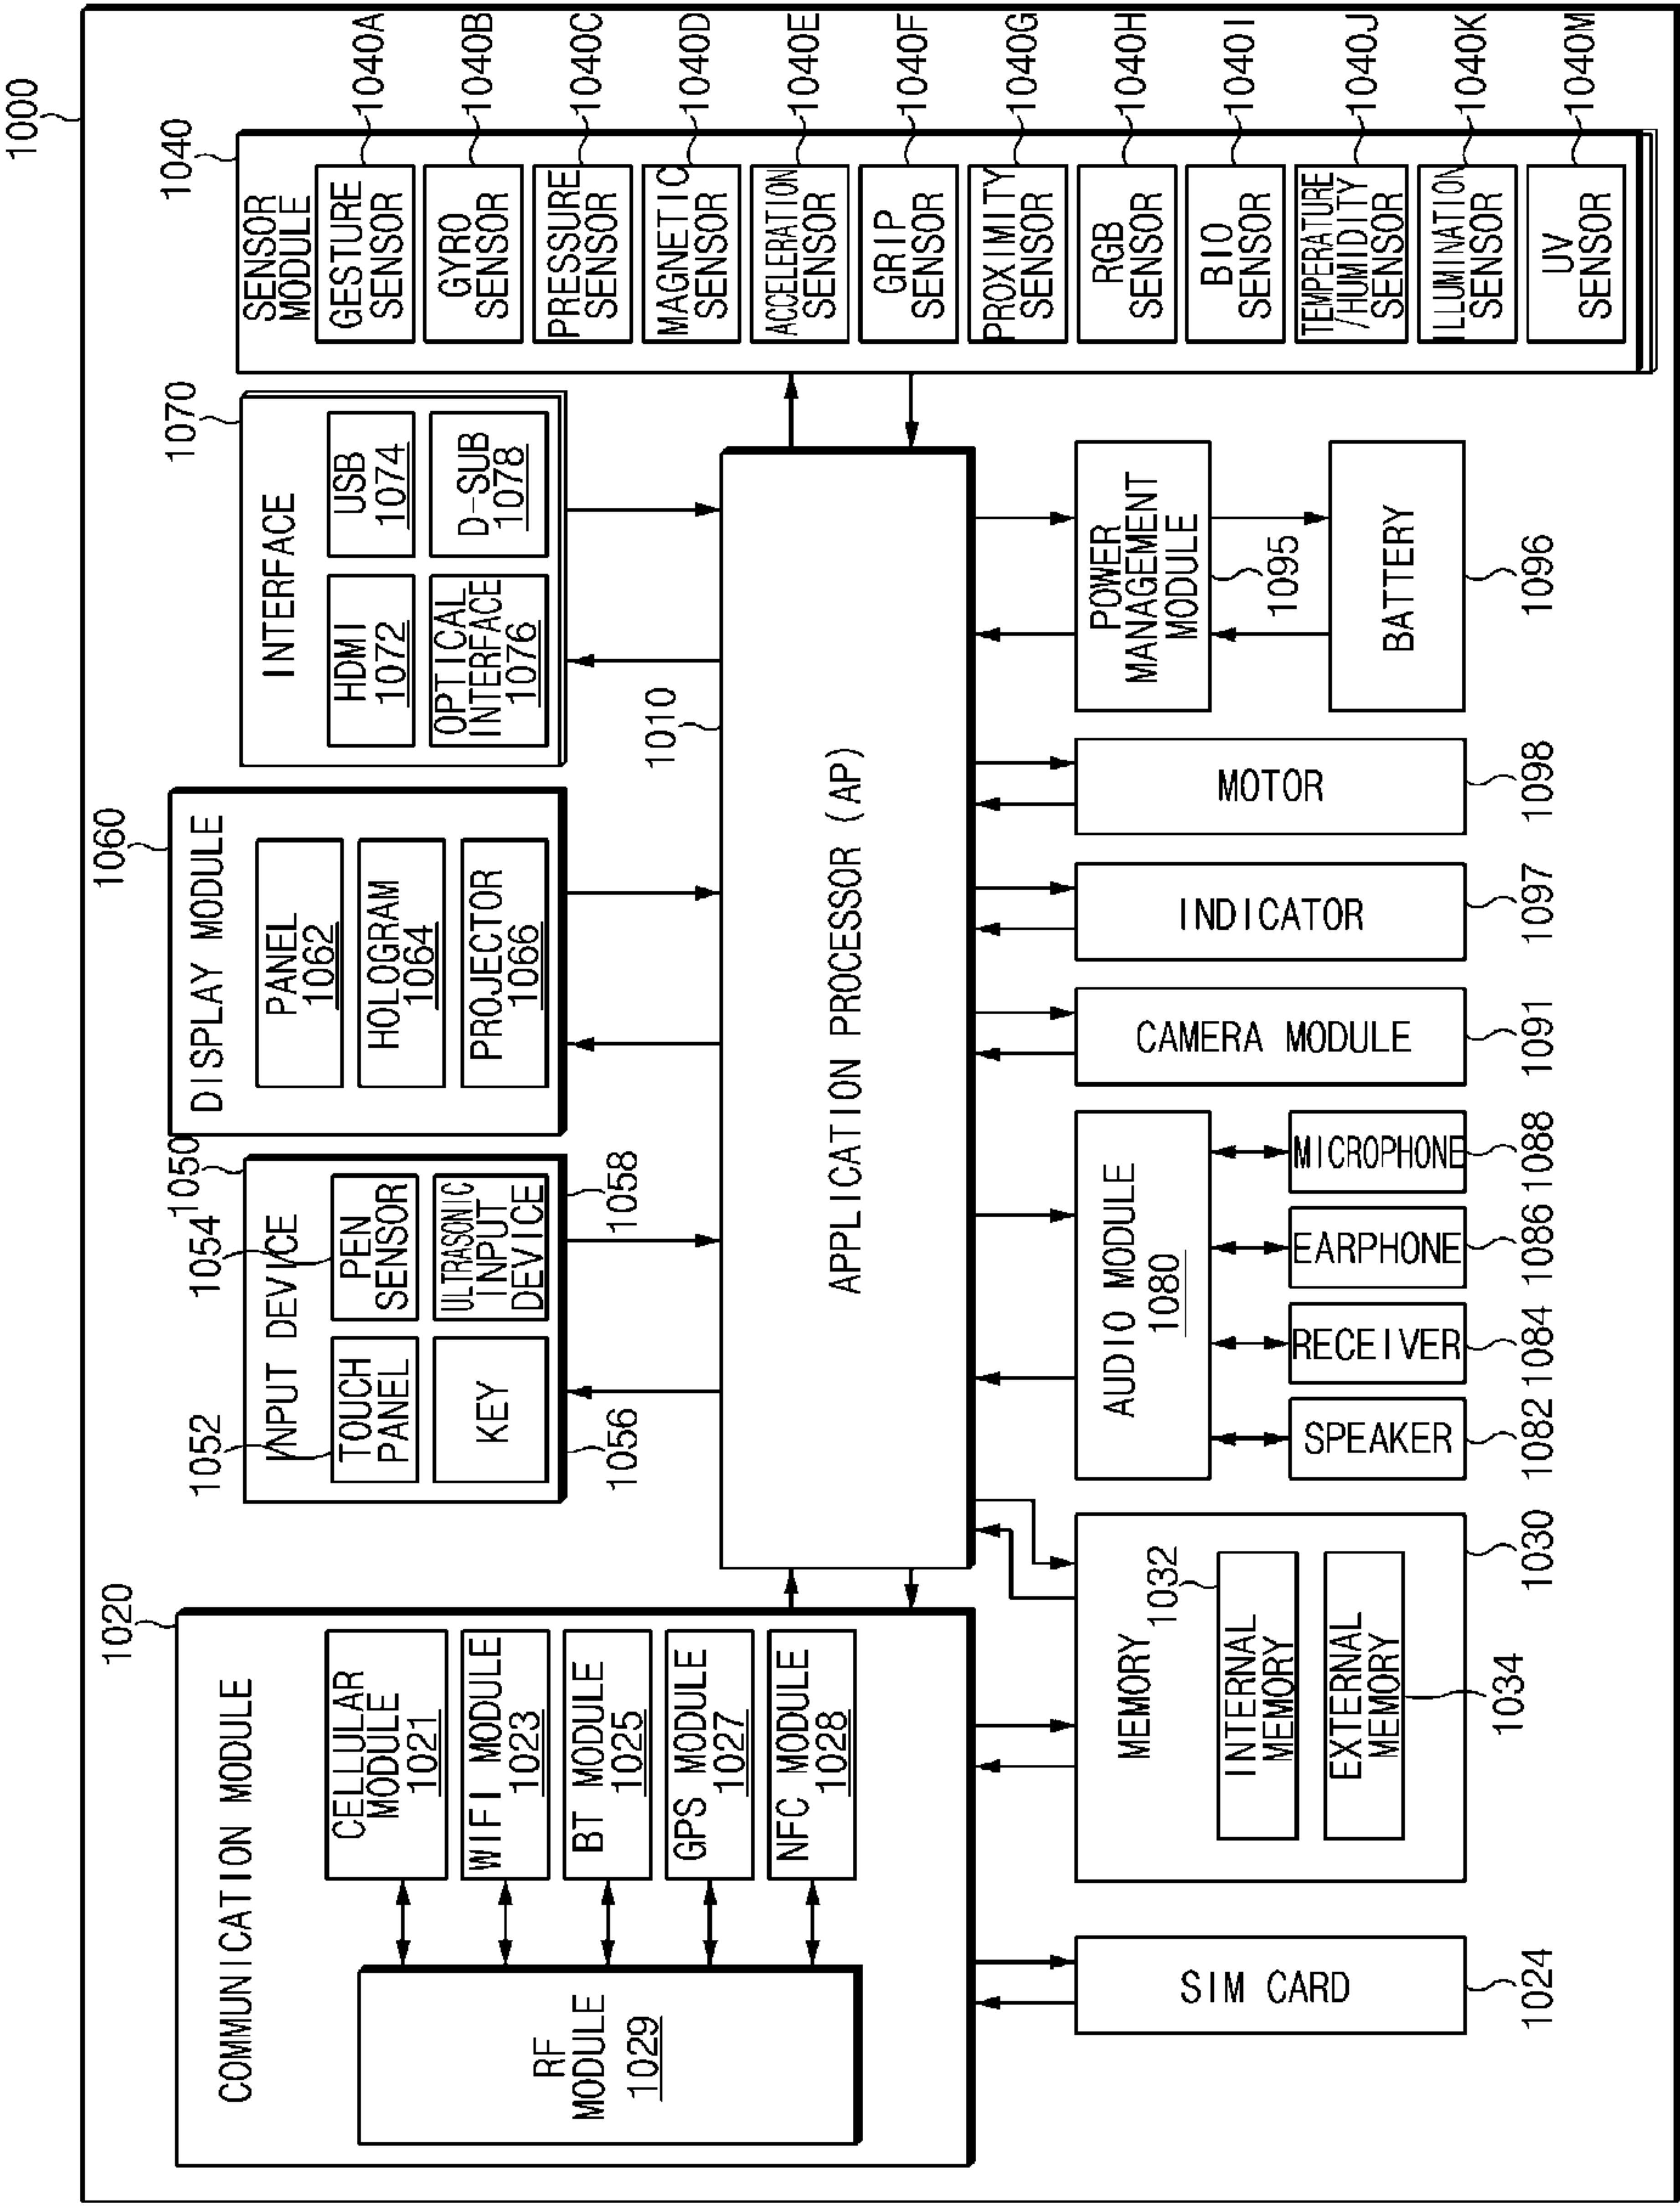 1000
1020
COMMUNICATION MODULE
RF
MODULE
1029
CELLULAR
MODULE
1021
WIFI MODULE
1023
BT MODULE
1025
GPS MODULE
1027
NFC MODULE
1028
1050
INPUT DEVICE
1052
TOUCH
PANEL
1054
PEN
SENSOR
KEY
1056
ULTRASONIC
INPUT
DEVICE
1058
1060
DISPLAY MODULE
PANEL
1062
HOLOGRAM
1064
PROJECTOR
1066
1070
INTERFACE
HDMI
1072
USB
1074
OPTICAL
INTERFACE
1076
D-SUB
1078
1040
SENSOR
MODULE
GESTURE
SENSOR
1040A
GYRO
SENSOR
1040B
PRESSURE
SENSOR
1040C
MAGNETIC
SENSOR
1040D
ACCELERATION
SENSOR
1040E
GRIP
SENSOR
1040F
PROXIMITY
SENSOR
1040G
RGB
SENSOR
1040H
BIO
SENSOR
1040I
TEMPERATURE
/HUMIDITY
SENSOR
1040J
ILLUMINATION
SENSOR
1040K
UV
SENSOR
1040M
1010
APPLICATION PROCESSOR (AP)
SIM CARD
1024
MEMORY
1032
INTERNAL
MEMORY
EXTERNAL
MEMORY
1034
1030
AUDIO MODULE
1080
SPEAKER
1082
RECEIVER
1084
EARPHONE
1086
MICROPHONE
1088
CAMERA MODULE
1091
INDICATOR
1097
MOTOR
1098
POWER
MANAGEMENT
MODULE
1095
BATTERY
1096